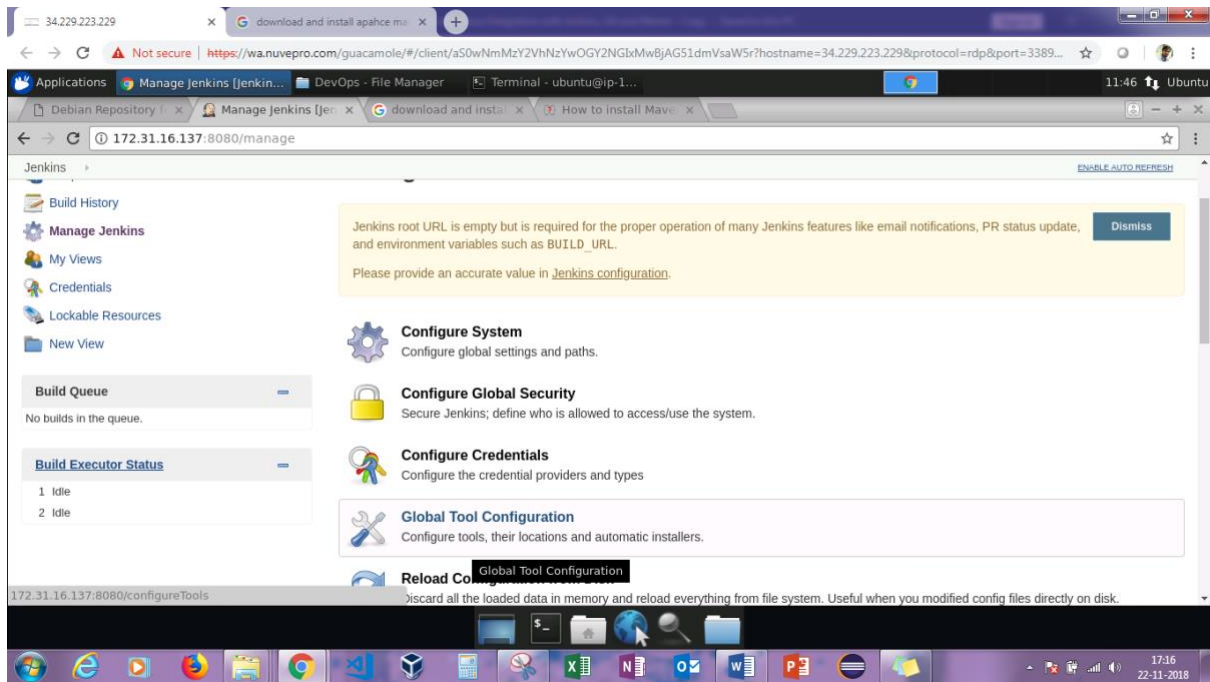 34.229.223.229
download and install apahce ma
Not secure | https://wa.nuvepro.com/guacamole/#/client/aS0wNmMzY2VhNzYwOGY2NGIxMwBjAG51dmVsaW5r?hostname=34.229.223.229&protocol=rdp&port=3389...
Applications
Manage Jenkins [Jenkin...
DevOps - File Manager
Terminal - ubuntu@ip-1...
11:46
Ubuntu
Debian Repository f
Manage Jenkins [Jen
download and instal
How to install Mave
172.31.16.137:8080/manage
Jenkins
ENABLE AUTO REFRESH
Build History
Manage Jenkins
My Views
Credentials
Lockable Resources
New View
Build Queue
No builds in the queue.
Build Executor Status
1 Idle
2 Idle
Jenkins root URL is empty but is required for the proper operation of many Jenkins features like email notifications, PR status update,
and environment variables such as BUILD_URL.
Please provide an accurate value in Jenkins configuration.
Dismiss
Configure System
Configure global settings and paths.
Configure Global Security
Secure Jenkins; define who is allowed to access/use the system.
Configure Credentials
Configure the credential providers and types
Global Tool Configuration
Configure tools, their locations and automatic installers.
Global Tool Configuration
Reload
Discard all the loaded data in memory and reload everything from file system. Useful when you modified config files directly on disk.
172.31.16.137:8080/configureTools
17:16
22-11-2018